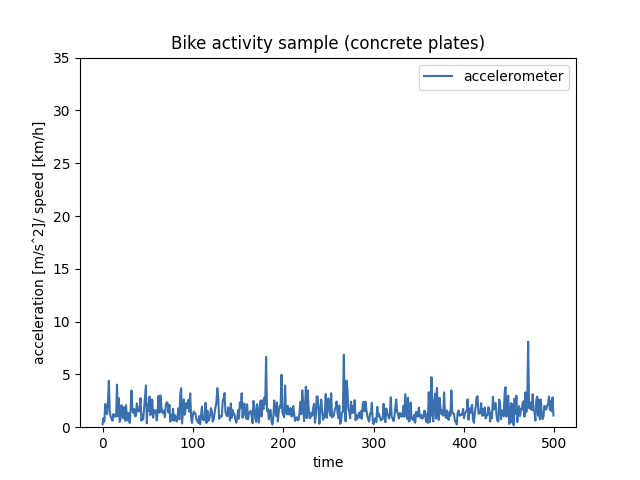 Bike activity sample (concrete plates)
accelerometer
35
30
25
20
15
10
5
0
acceleration [m/sˆ2]/ speed [km/h]
0 100 200 300 400 500
time